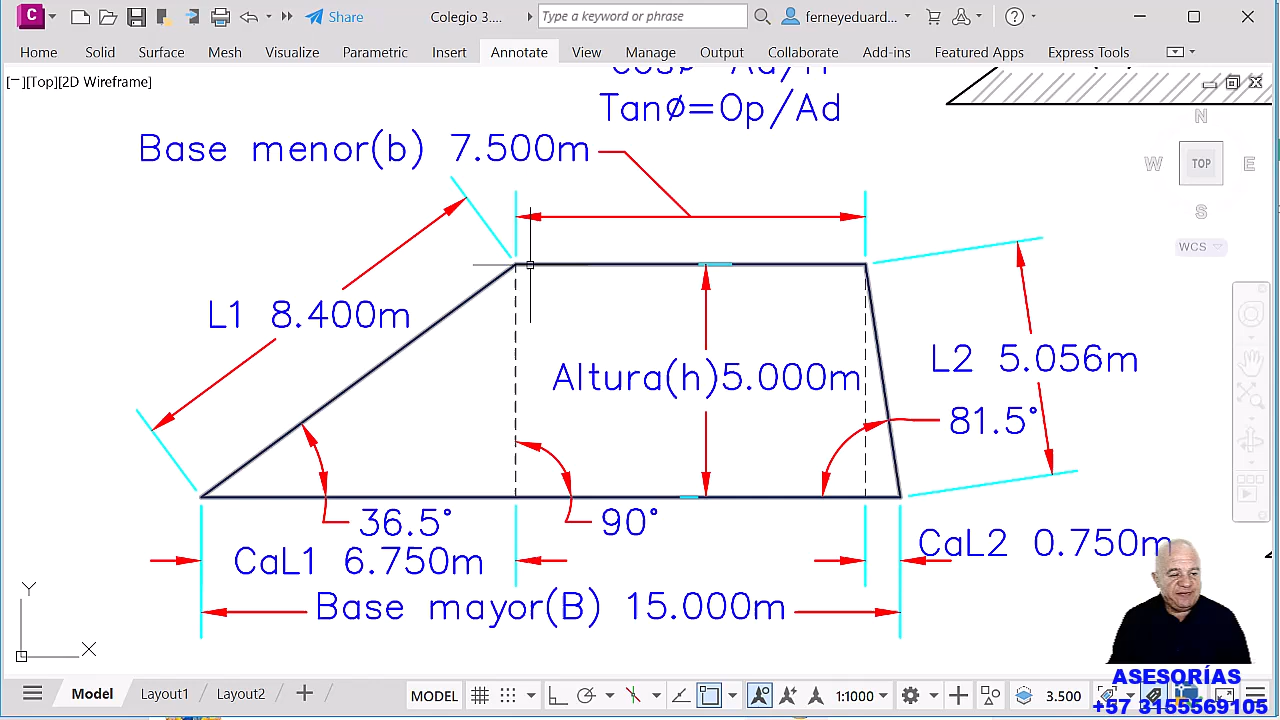 Share
Colegio 3....
Type a keyword or phrase
ferneyeduard...
Home Solid Surface Mesh Visualize Parametric Insert Annotate View Manage Output Collaborate Add-ins Featured Apps Express Tools
[−][Top][2D Wireframe]
Tanø=Op/Ad
N
W TOP E
S
WCS
Base menor(b) 7.500m
L1 8.400m
Altura(h)5.000m
L2 5.056m
81.5°
36.5°
90°
CaL1 6.750m
CaL2 0.750m
Base mayor(B) 15.000m
Y
X
ASESORÍAS
+57 3155569105
Model Layout1 Layout2
MODEL
1:1000
3.500